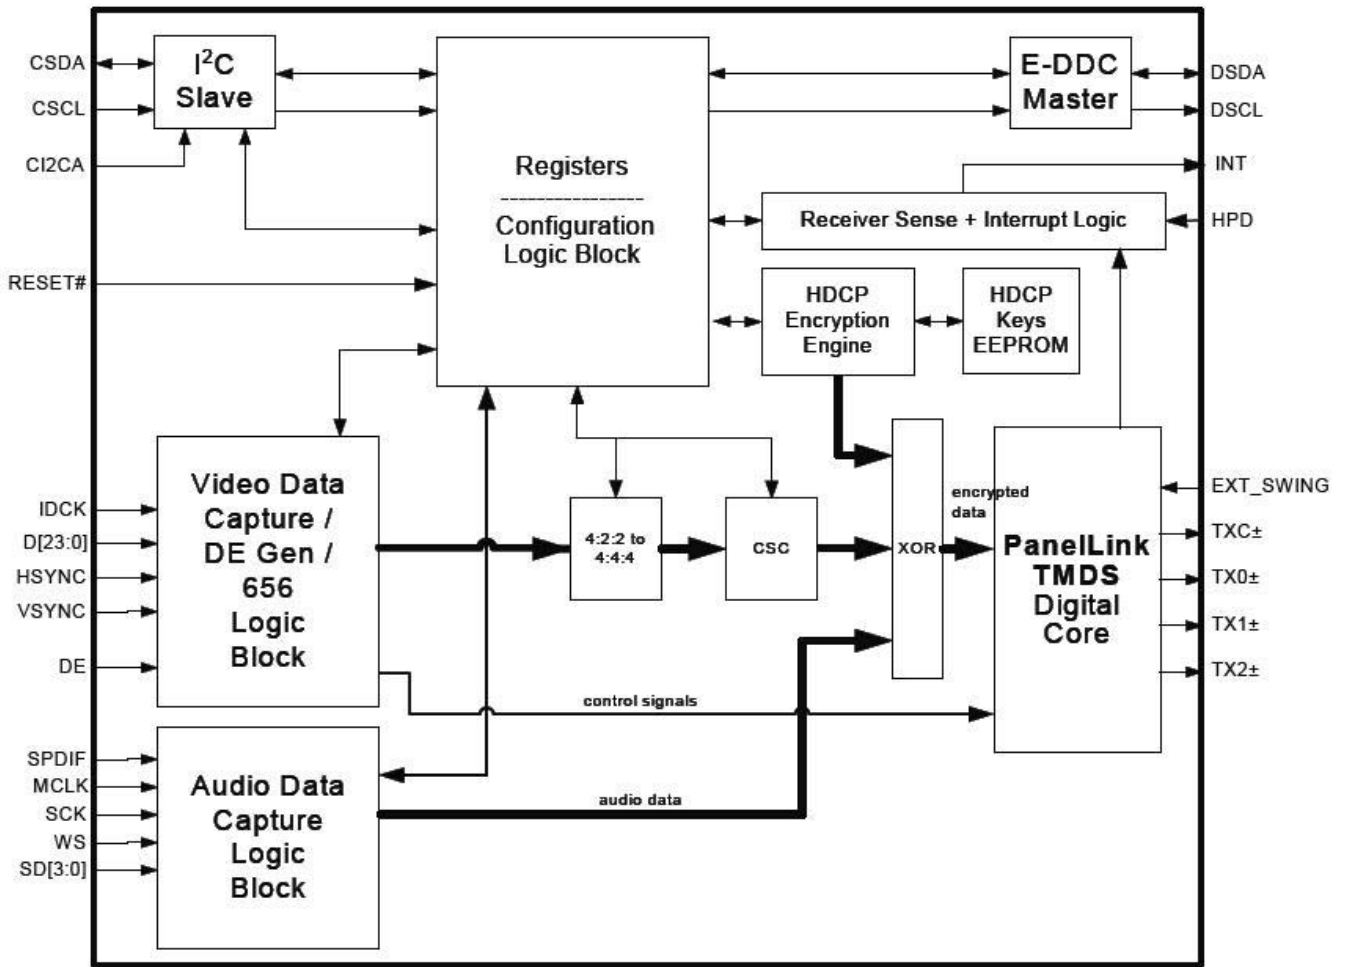 CSDA
CSCL
CI2CA
RESET#
IDCK
D[23:0]
HSYNC
VSYNC
DE
SPDIF
MCLK
SCK
WS
SD[3:0]
I²C
Slave
Registers
----------------
Configuration
Logic Block
E-DDC
Master
Receiver Sense + Interrupt Logic
HDCP
Encryption
Engine
HDCP
Keys
EEPROM
Video Data
Capture /
DE Gen /
656
Logic
Block
4:2:2 to
4:4:4
CSC
XOR
encrypted
data
PanelLink
TMDS
Digital
Core
control signals
Audio Data
Capture
Logic
Block
audio data
DSDA
DSCL
INT
HPD
EXT_SWING
TXC±
TX0±
TX1±
TX2±